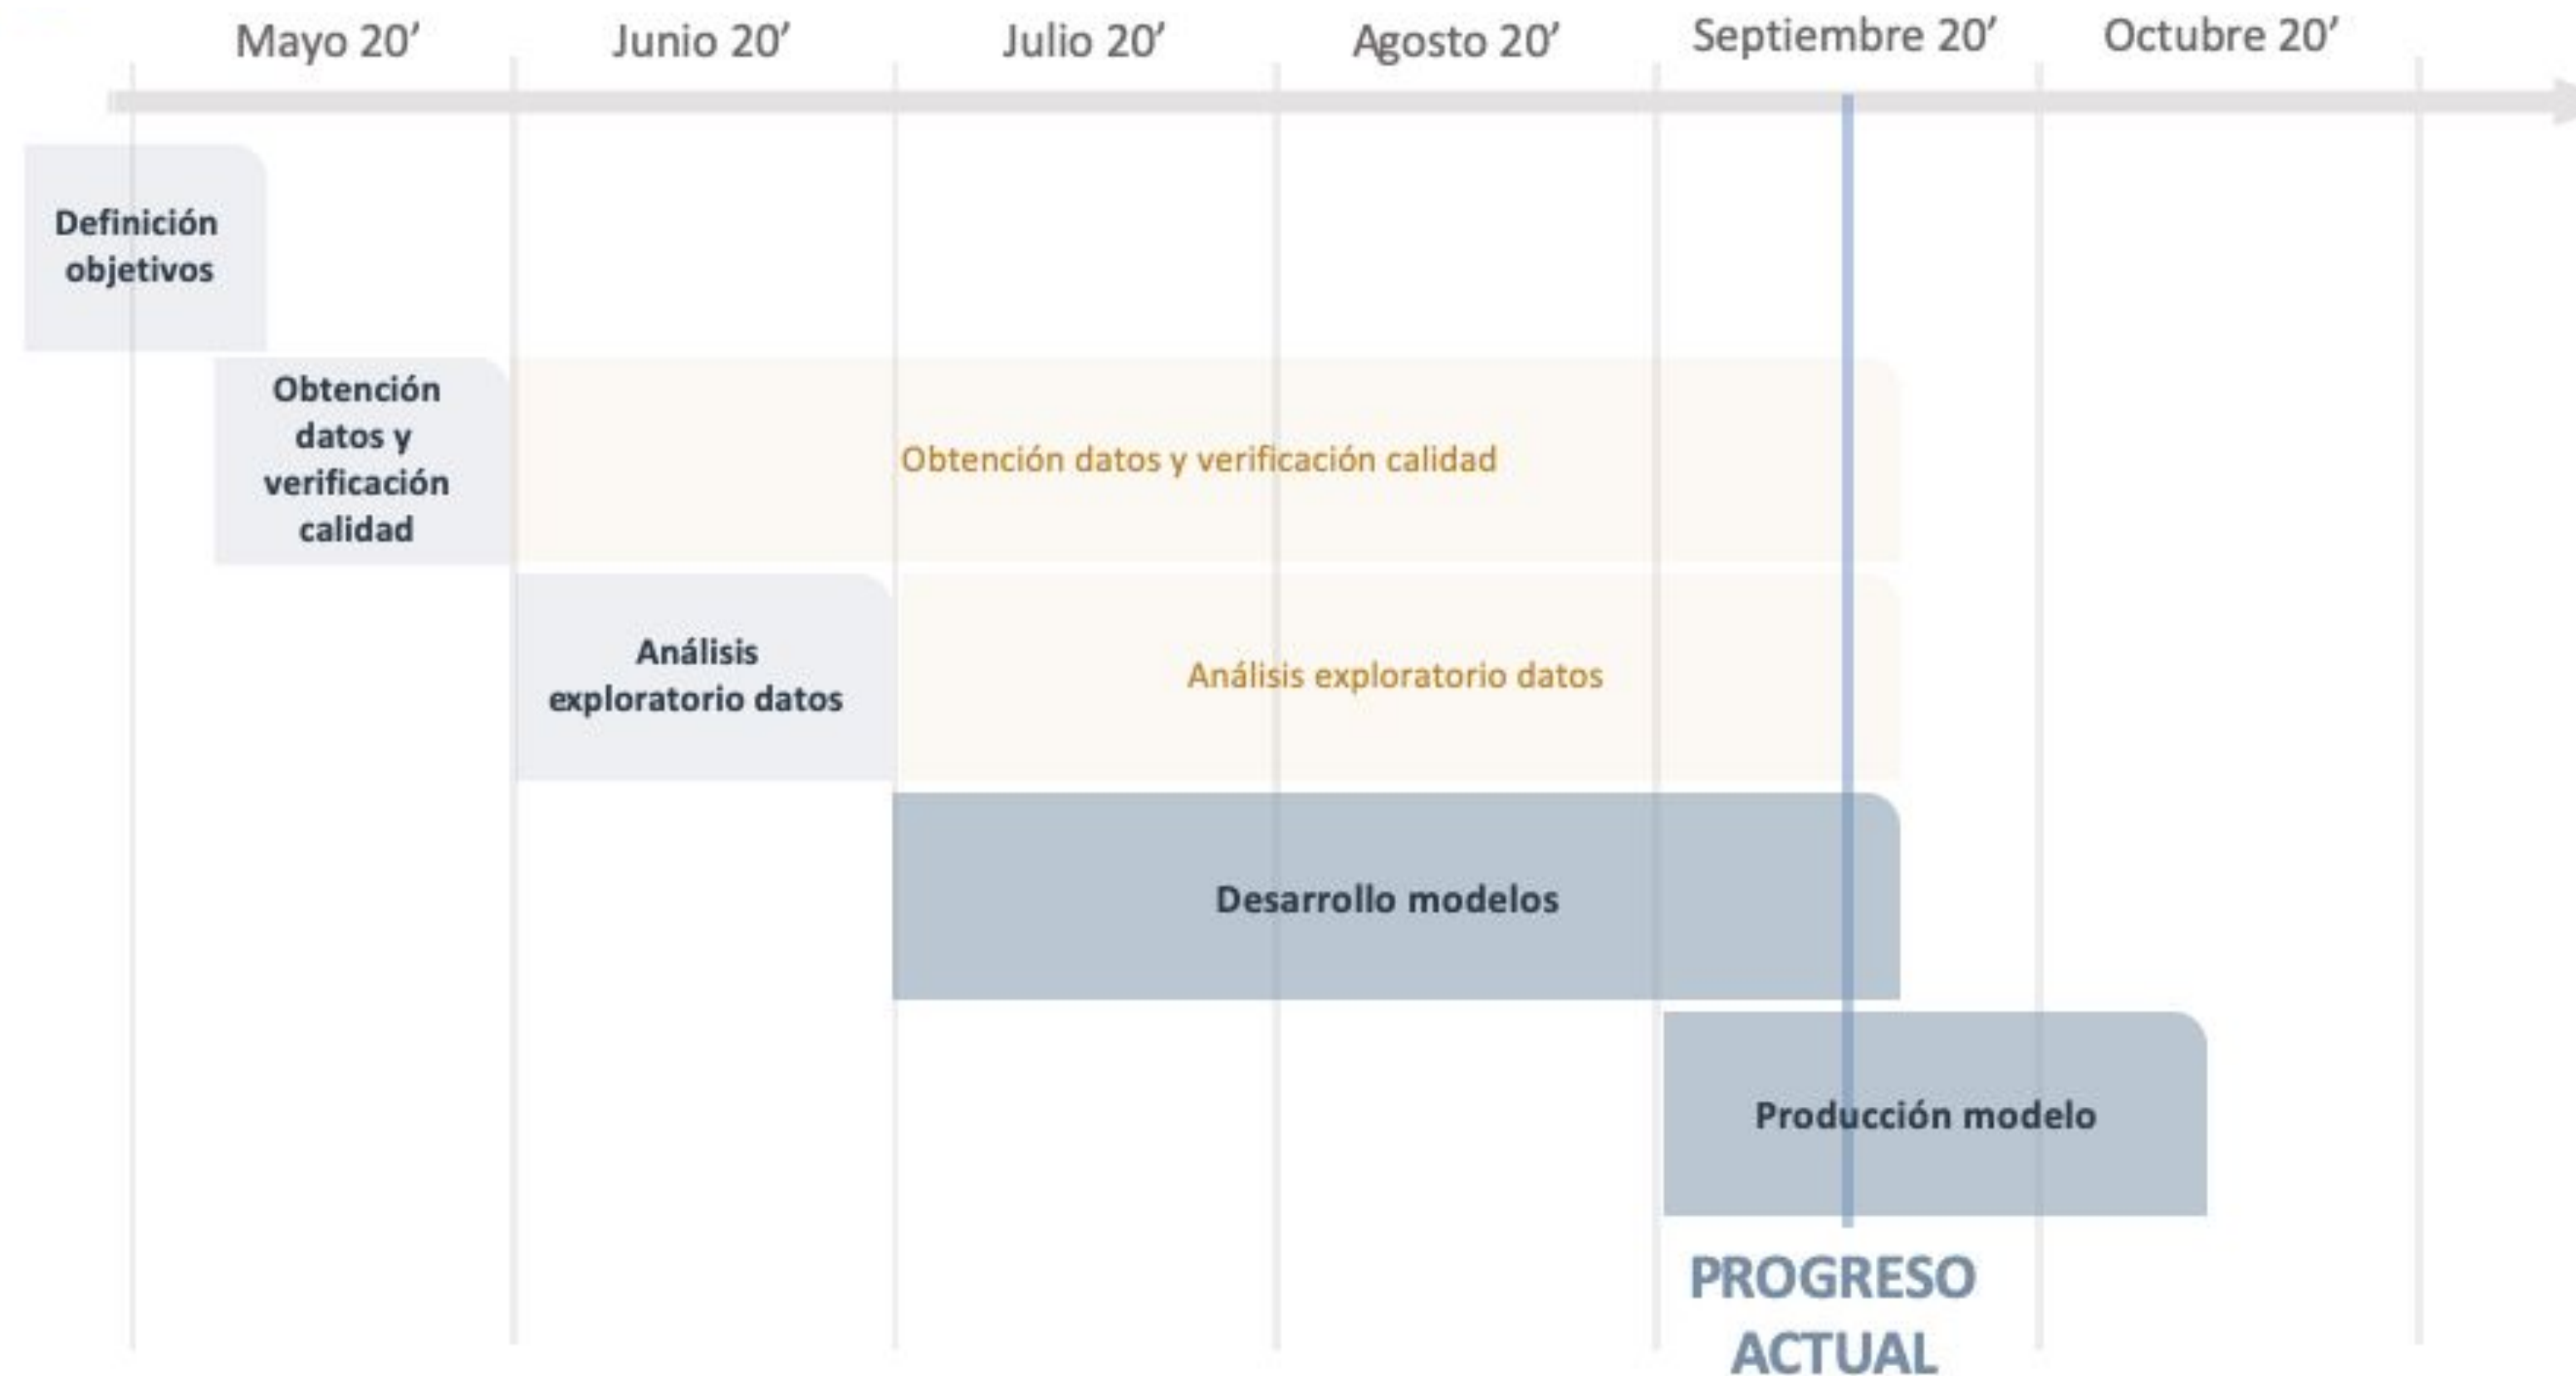 Mayo 20’
Junio 20’
Julio 20’
Agosto 20’
Septiembre 20’
Octubre 20’
Definición
objetivos
Obtención
datos y
verificación
calidad
Obtención datos y verificación calidad
Análisis
exploratorio datos
Análisis exploratorio datos
Desarrollo modelos
Producción modelo
PROGRESO
ACTUAL